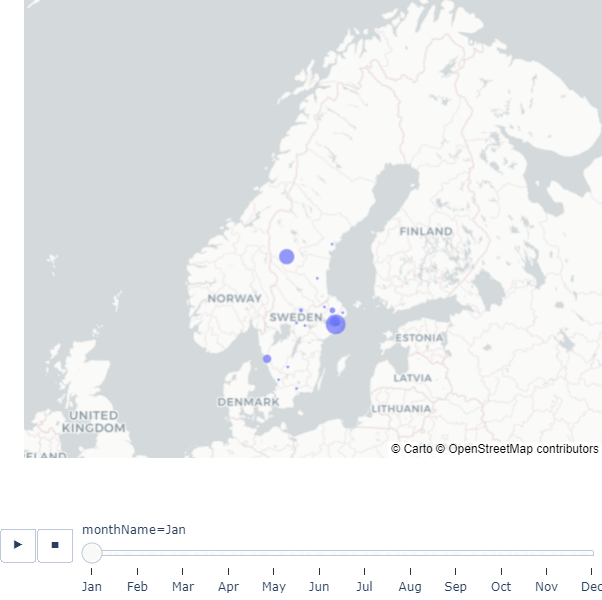 FINLAND
NORWAY
SWEDEN
ESTONIA
LATVIA
DENMARK
LITHUANIA
UNITED
KINGDOM
ELAND
© Carto © OpenStreetMap contributors
monthName=Jan
Jan Feb Mar Apr May Jun Jul Aug Sep Oct Nov Dec